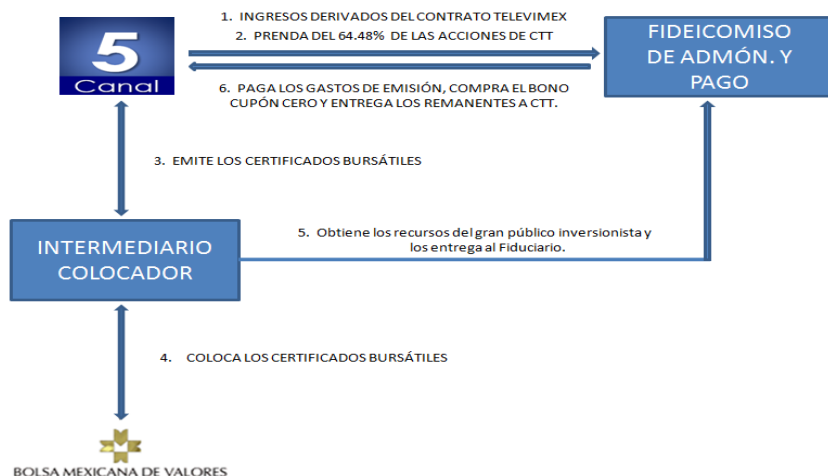 1. INGRESOS DERIVADOS DEL CONTRATO TELEVIMEX
2. PRENDA DEL 64.48% DE LAS ACCIONES DE CTT
5
Canal
FIDEICOMISO
DE ADMÓN. Y
PAGO
6. PAGA LOS GASTOS DE EMISIÓN, COMPRA EL BONO
CUPÓN CERO Y ENTREGA LOS REMANENTES A CTT.
3. EMITE LOS CERTIFICADOS BURSÁTILES
INTERMEDIARIO
COLOCADOR
5. Obtiene los recursos del gran público inversionista y
los entrega al Fiduciario.
4. COLOCA LOS CERTIFICADOS BURSÁTILES
BOLSA MEXICANA DE VALORES